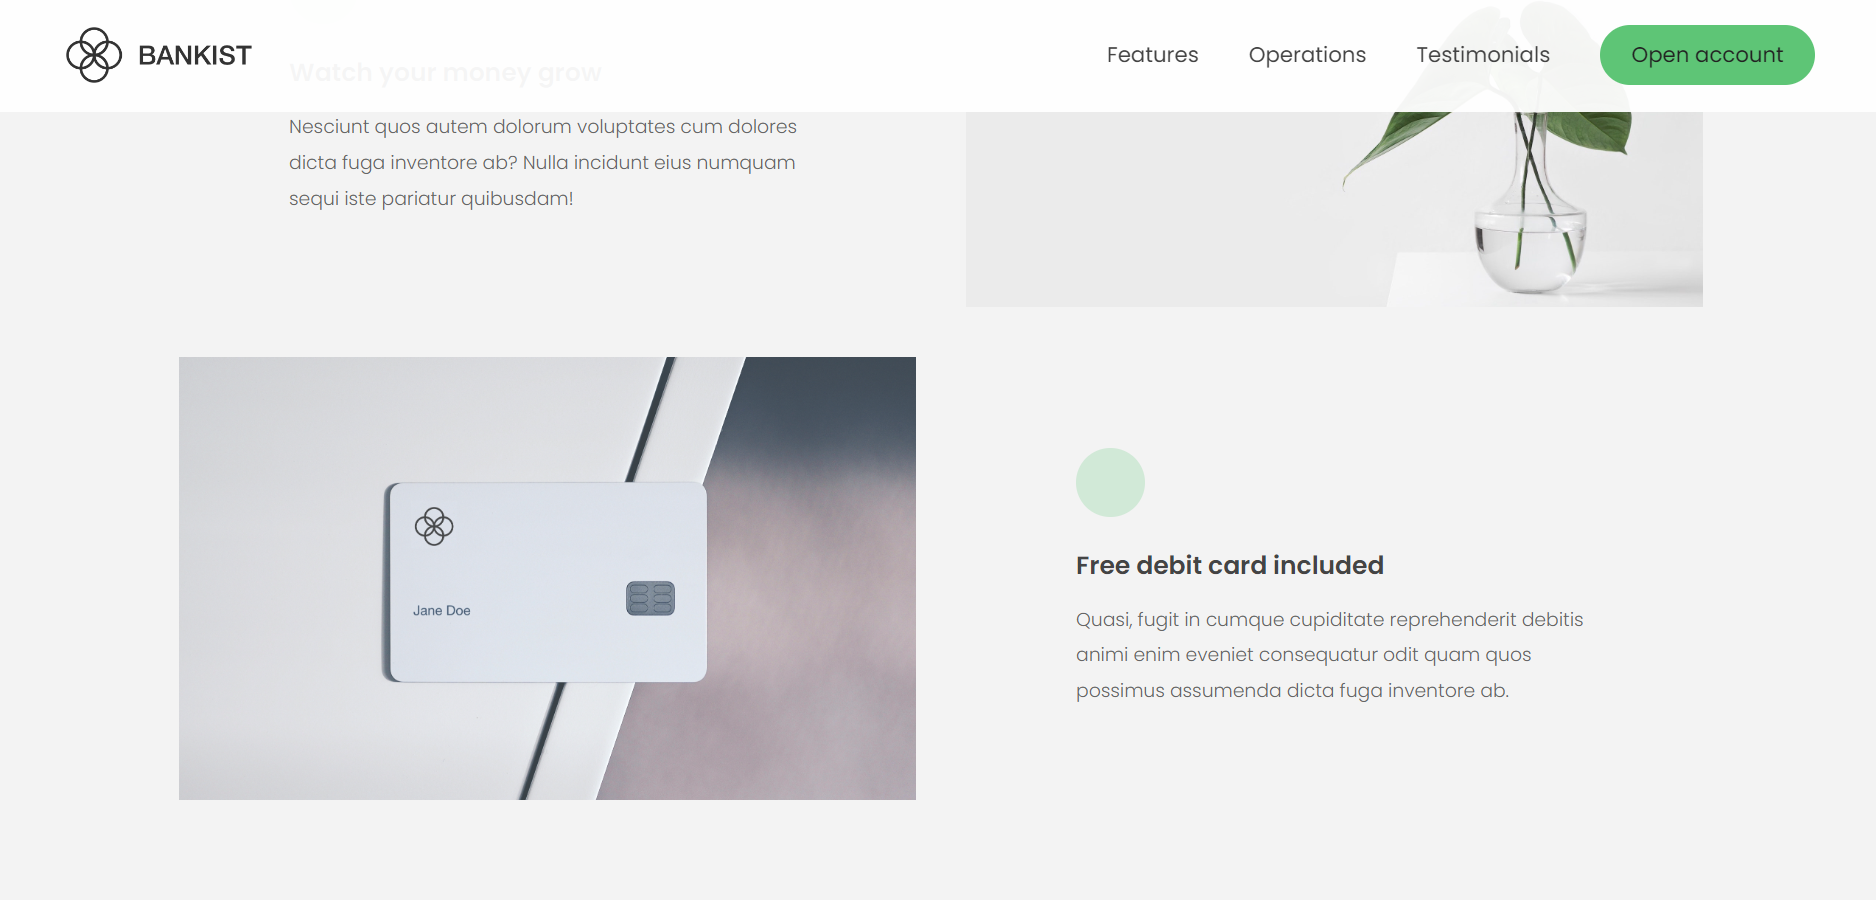 BANKIST
Features
Operations
Testimonials
Open account
Watch your money grow
Nesciunt quos autem dolorum voluptates cum dolores
dicta fuga inventore ab? Nulla incidunt eius numquam
sequi iste pariatur quibusdam!
Jane Doe
Free debit card included
Quasi, fugit in cumque cupiditate reprehenderit debitis
animi enim eveniet consequatur odit quam quos
possimus assumenda dicta fuga inventore ab.